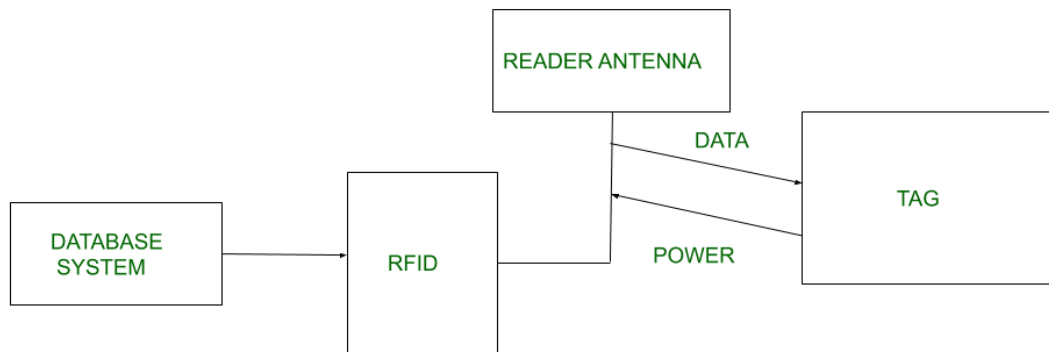 READER ANTENNA
DATA
TAG
DATABASE
SYSTEM
RFID
POWER